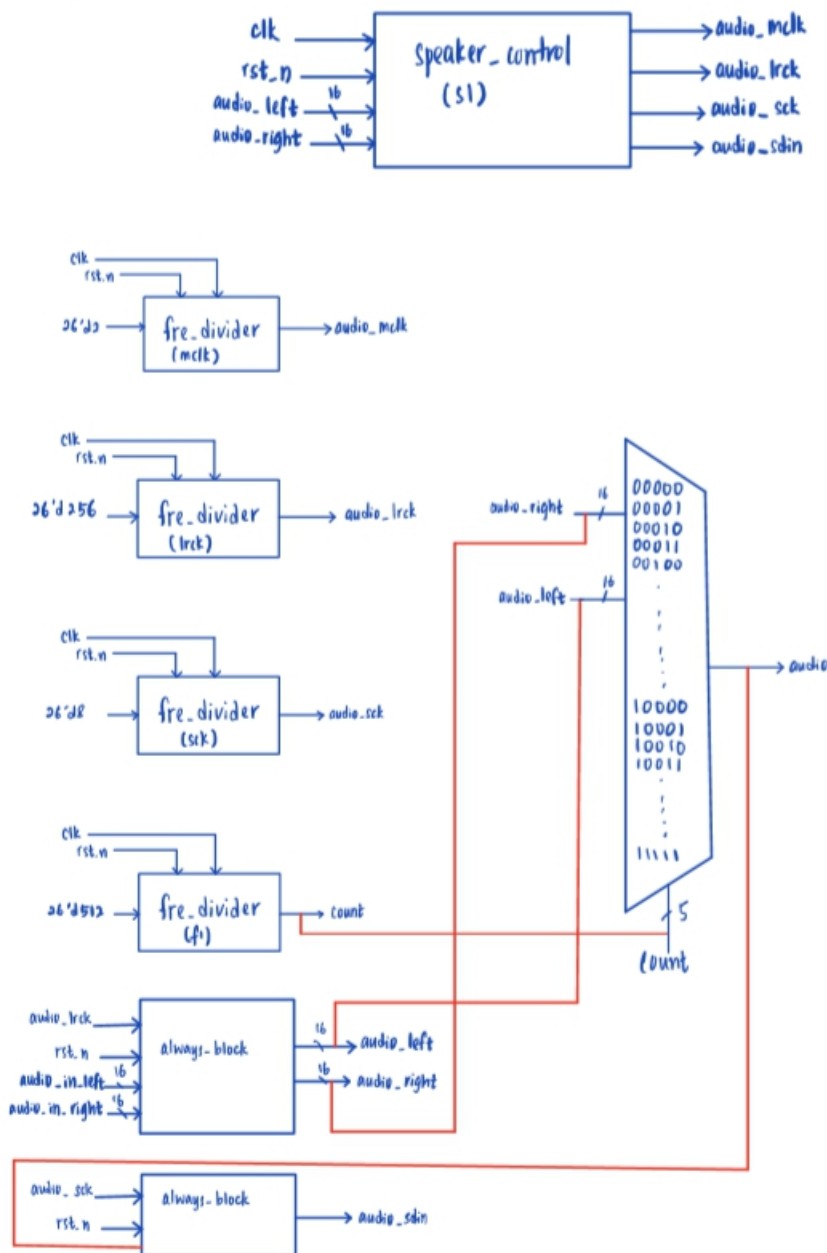 clk
rst_n
audio_left 16
audio_right 16
speaker_control
(s1)
audio_mclk
audio_lrck
audio_sck
audio_sdin
clk
rst_n
26'd2
fre_divider
(mclk)
audio_mclk
clk
rst_n
26'd256
fre_divider
(lrck)
audio_lrck
clk
rst_n
26'd8
fre_divider
(sck)
audio_sck
clk
rst_n
26'd512
fre_divider
(f1)
count
audio_right 16
audio_left 16
00000
00001
00010
00011
00100
10000
10001
10010
10011
11111
audio
5
count
audio_lrck
rst_n
audio_in_left 16
audio_in_right 16
always_block
16 audio_left
16 audio_right
audio_sck
rst_n
always_block
audio_sdin